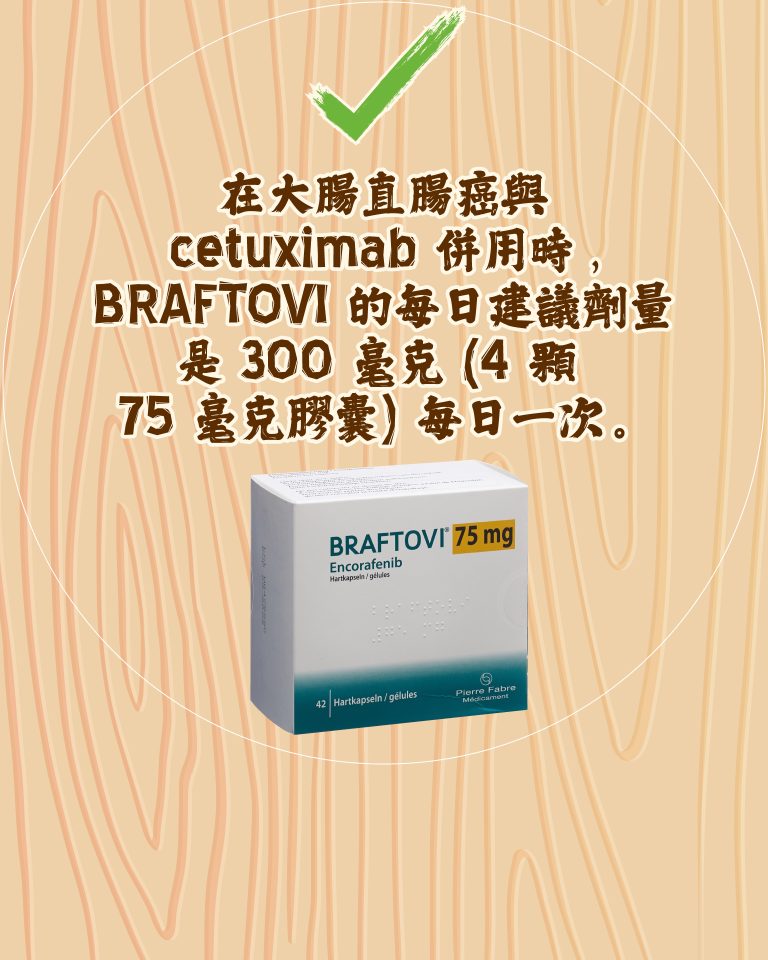 在大腸直腸癌與
cetuximab 併用時，
BRAFTOVI 的每日建議劑量
是 300 毫克 (4 顆
75 毫克膠囊) 每日一次。
BRAFTOVI® 75 mg
Encorafenib
Hartkapseln / gélules
42 Hartkapseln / gélules
Pierre Fabre
Médicament